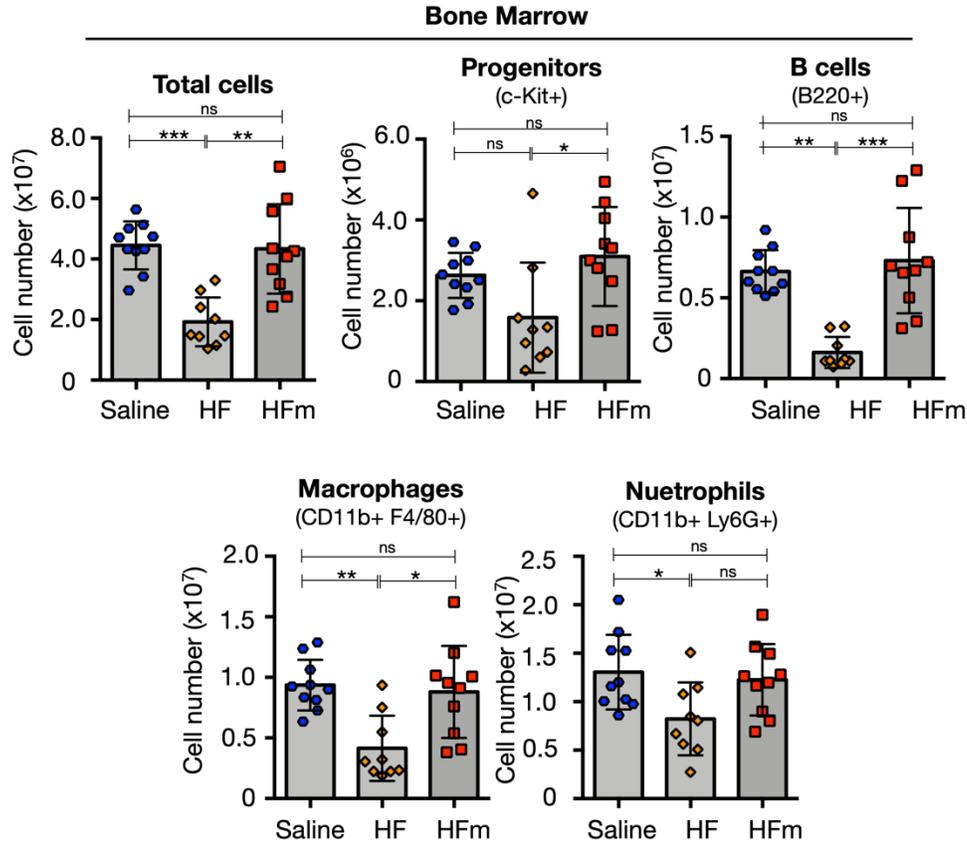 Bone Marrow
Total cells
ns
*** **
Cell number (x10⁷)
8.0
6.0
4.0
2.0
0
Saline HF HFm
Progenitors
(c-Kit+)
ns
ns *
Cell number (x10⁶)
6.0
4.0
2.0
0
Saline HF HFm
B cells
(B220+)
ns
** ***
Cell number (x10⁷)
1.5
1.0
0.5
0
Saline HF HFm
Macrophages
(CD11b+ F4/80+)
ns
** *
Cell number (x10⁷)
2.0
1.5
1.0
0.5
0
Saline HF HFm
Nuetrophils
(CD11b+ Ly6G+)
ns
* ns
Cell number (x10⁷)
2.5
2.0
1.5
1.0
0.5
0
Saline HF HFm